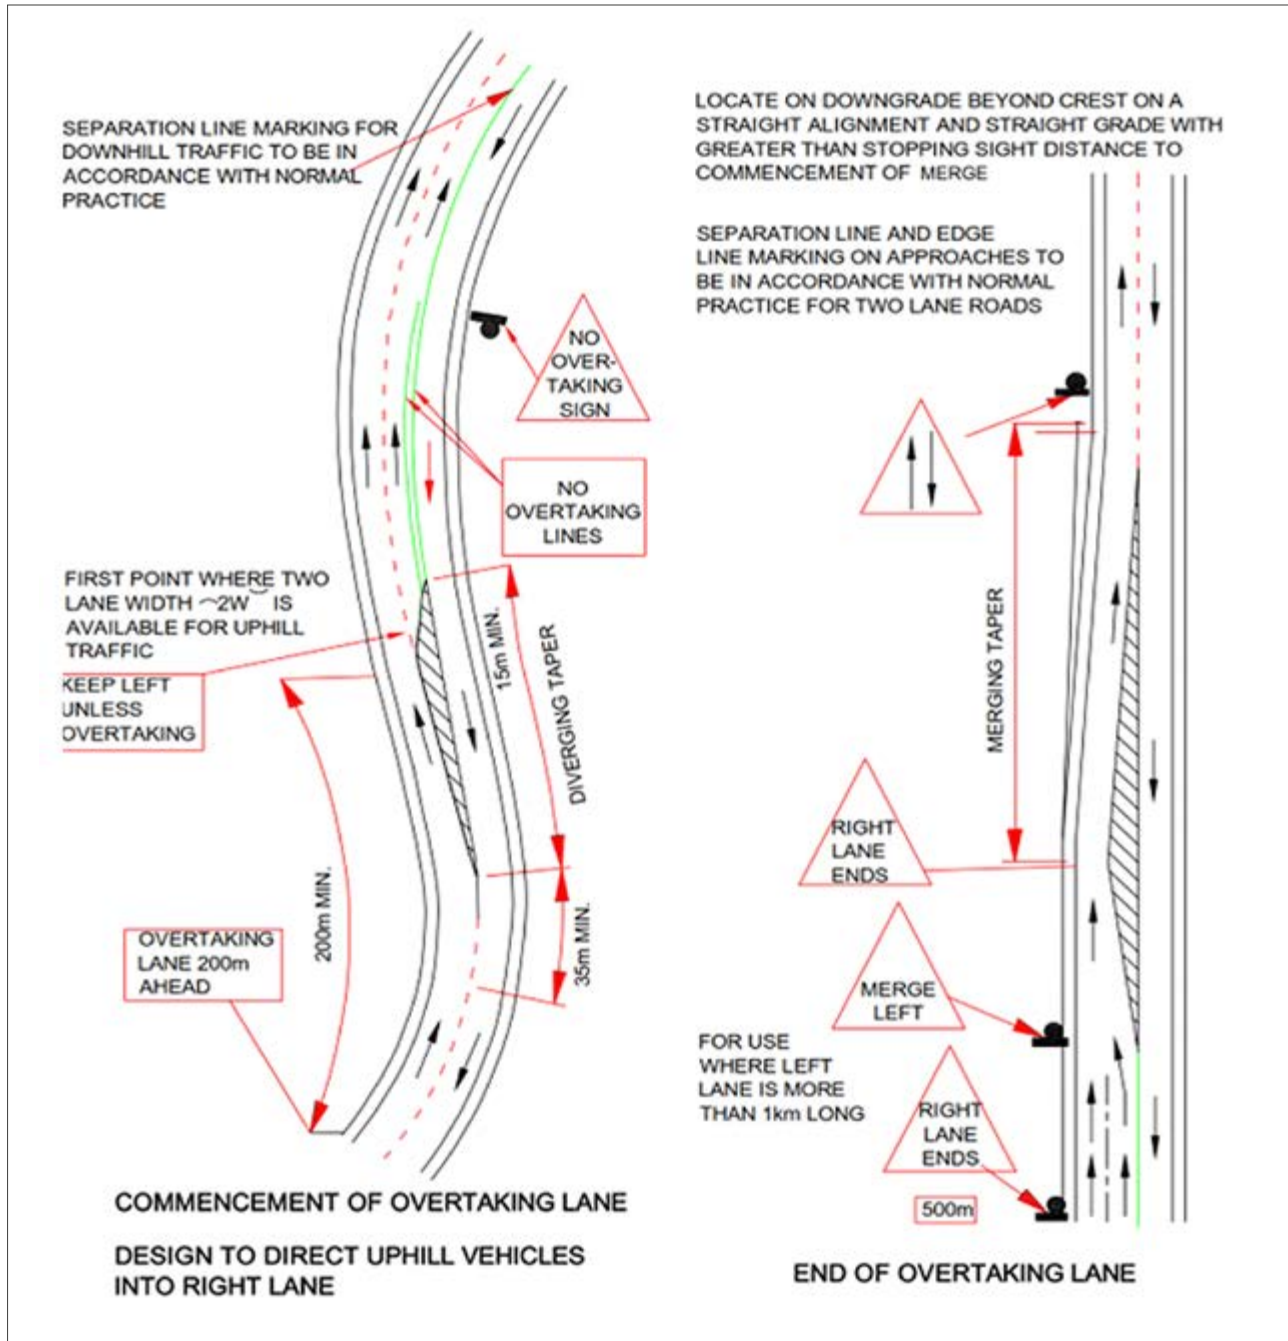 SEPARATION LINE MARKING FOR
DOWNHILL TRAFFIC TO BE IN
ACCORDANCE WITH NORMAL
PRACTICE
NO
OVER-
TAKING
SIGN
NO
OVERTAKING
LINES
FIRST POINT WHERE TWO
LANE WIDTH ⌒2W⌣ IS
AVAILABLE FOR UPHILL
TRAFFIC
KEEP LEFT
UNLESS
OVERTAKING
15m MIN.
DIVERGING TAPER
200m MIN.
35m MIN.
OVERTAKING
LANE 200m
AHEAD
COMMENCEMENT OF OVERTAKING LANE
DESIGN TO DIRECT UPHILL VEHICLES
INTO RIGHT LANE
LOCATE ON DOWNGRADE BEYOND CREST ON A
STRAIGHT ALIGNMENT AND STRAIGHT GRADE WITH
GREATER THAN STOPPING SIGHT DISTANCE TO
COMMENCEMENT OF MERGE
SEPARATION LINE AND EDGE
LINE MARKING ON APPROACHES TO
BE IN ACCORDANCE WITH NORMAL
PRACTICE FOR TWO LANE ROADS
MERGING TAPER
RIGHT
LANE
ENDS
MERGE
LEFT
FOR USE
WHERE LEFT
LANE IS MORE
THAN 1km LONG
RIGHT
LANE
ENDS
500m
END OF OVERTAKING LANE